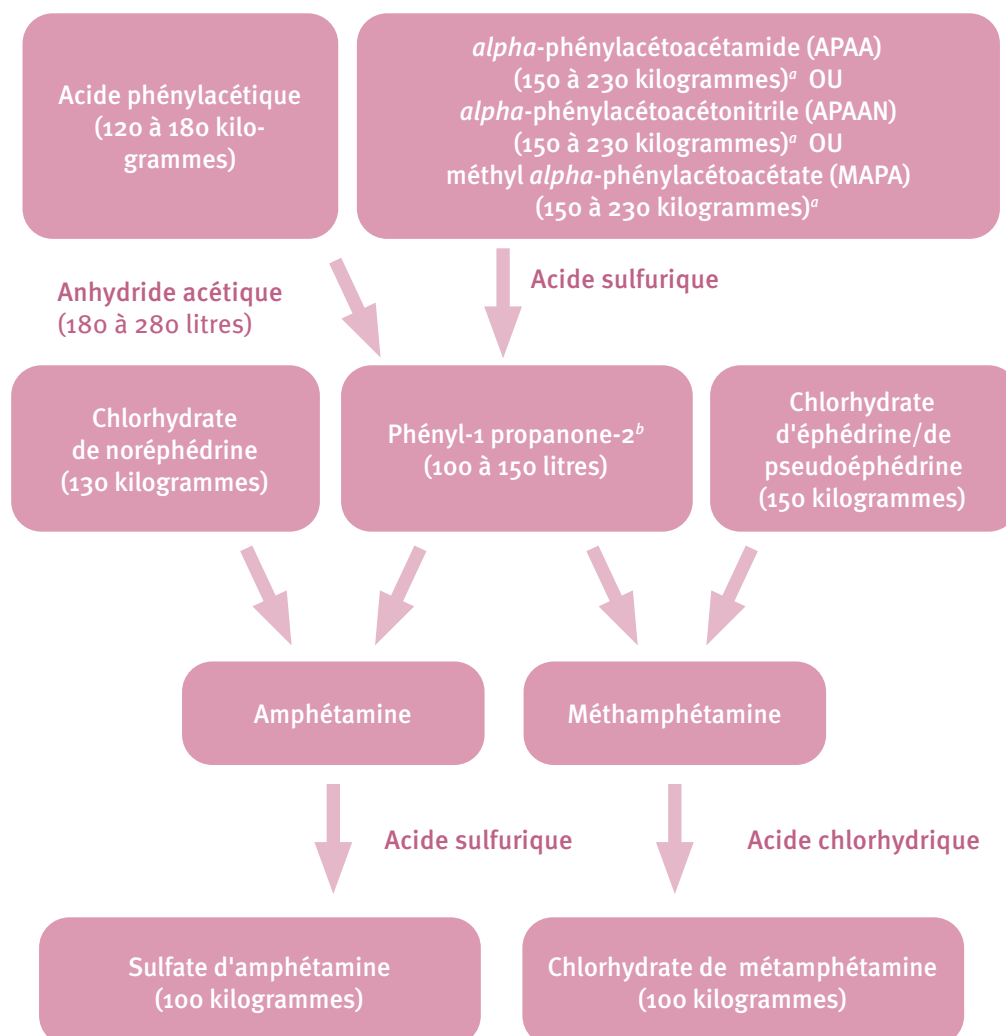 Acide phénylacétique
(120 à 180 kilo-
grammes)
alpha-phénylacétoacétamide (APAA)
(150 à 230 kilogrammes)a OU
alpha-phénylacétoacétonitrile (APAAN)
(150 à 230 kilogrammes)a OU
méthyl alpha-phénylacétoacétate (MAPA)
(150 à 230 kilogrammes)a
Anhydride acétique
(180 à 280 litres)
Acide sulfurique
Chlorhydrate
de noréphédrine
(130 kilogrammes)
Phényl-1 propanone-2b
(100 à 150 litres)
Chlorhydrate
d'éphédrine/de
pseudoéphédrine
(150 kilogrammes)
Amphétamine
Méthamphétamine
Acide sulfurique
Acide chlorhydrique
Sulfate d'amphétamine
(100 kilogrammes)
Chlorhydrate de métamphétamine
(100 kilogrammes)